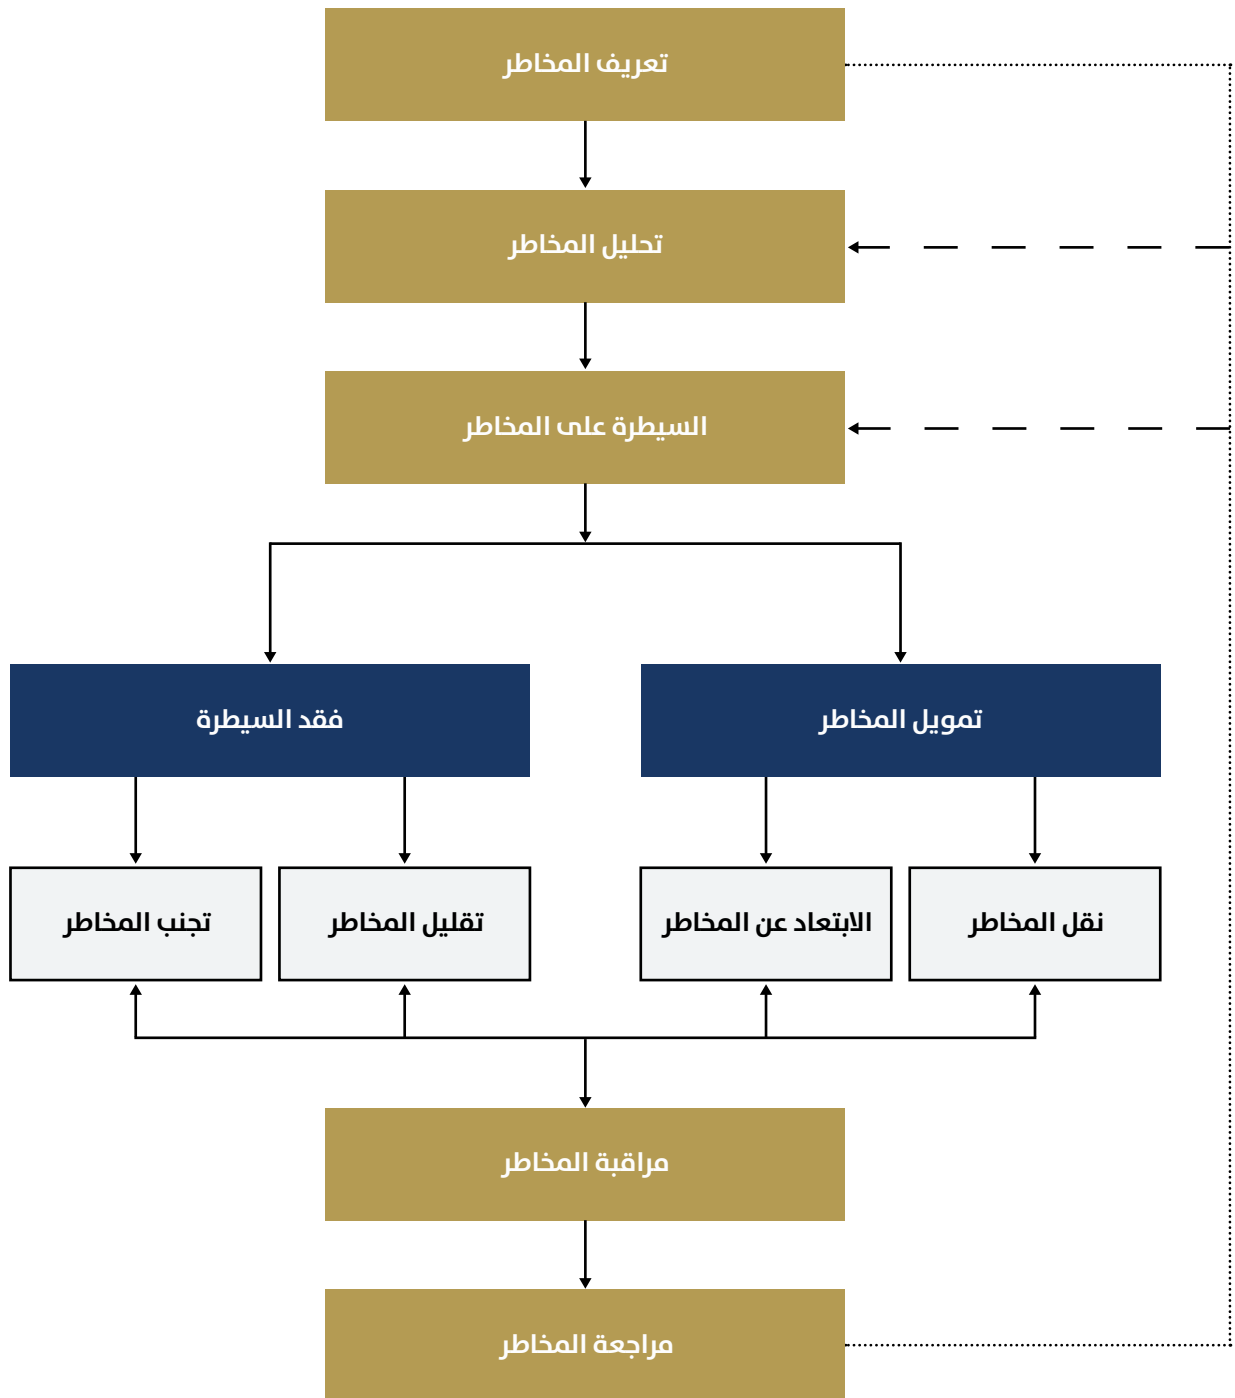 تعريف المخاطر
تحليل المخاطر
السيطرة على المخاطر
تمويل المخاطر
فقد السيطرة
نقل المخاطر
الابتعاد عن المخاطر
تقليل المخاطر
تجنب المخاطر
مراقبة المخاطر
مراجعة المخاطر